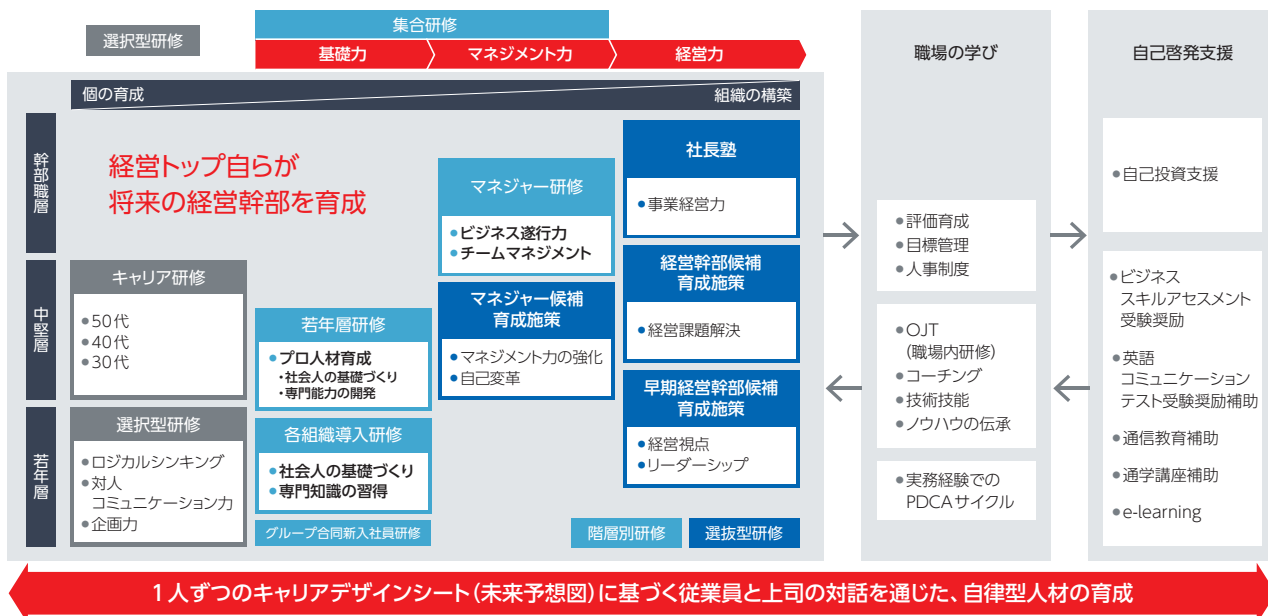 選択型研修
集合研修
基礎力
マネジメント力
経営力
個の育成
組織の構築
幹部職層
中堅層
若年層
経営トップ自らが
将来の経営幹部を育成
キャリア研修
●50代
●40代
●30代
選択型研修
●ロジカルシンキング
●対人
コミュニケーション力
●企画力
若年層研修
●プロ人材育成
・社会人の基礎づくり
・専門能力の開発
各組織導入研修
●社会人の基礎づくり
●専門知識の習得
グループ合同新入社員研修
マネジャー研修
●ビジネス遂行力
●チームマネジメント
マネジャー候補
育成施策
●マネジメント力の強化
●自己変革
社長塾
●事業経営力
経営幹部候補
育成施策
●経営課題解決
早期経営幹部候補
育成施策
●経営視点
●リーダーシップ
階層別研修
選抜型研修
職場の学び
●評価育成
●目標管理
●人事制度
●OJT
(職場内研修)
●コーチング
●技術技能
●ノウハウの伝承
●実務経験での
PDCAサイクル
自己啓発支援
●自己投資支援
●ビジネス
スキルアセスメント
受験奨励
●英語
コミュニケーション
テスト受験奨励補助
●通信教育補助
●通学講座補助
●e-learning
1人ずつのキャリアデザインシート(未来予想図)に基づく従業員と上司の対話を通じた、自律型人材の育成